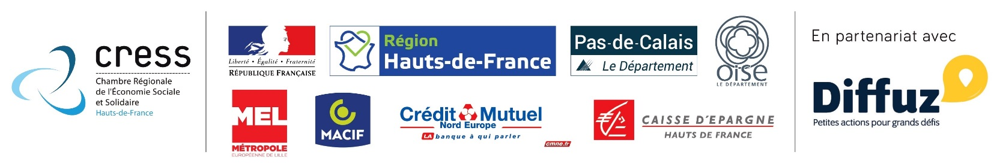 cress
Chambre Régionale
de l'Économie Sociale
et Solidaire
Hauts-de-France
Liberté • Égalité • Fraternité
RÉPUBLIQUE FRANÇAISE
Région
Hauts-de-France
Pas-de-Calais
Le Département
oise
LE DÉPARTEMENT
MEL
MÉTROPOLE
EUROPÉENNE DE LILLE
MACIF
Crédit Mutuel
Nord Europe
LA banque à qui parler
cmne.fr
CAISSE D'EPARGNE
HAUTS DE FRANCE
En partenariat avec
Diffuz
Petites actions pour grands défis